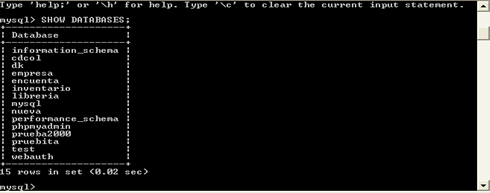 Type 'help;' or '\h' for help. Type '\c' to clear the current input statement.
mysql> SHOW DATABASES;
+--------------------+
| Database           |
+--------------------+
| information_schema |
| cdcol              |
| dk                 |
| empresa            |
| encuenta           |
| inventario         |
| libreria           |
| mysql              |
| nueva              |
| performance_schema |
| phpmyadmin         |
| prueba2000         |
| pruebita           |
| test               |
| webauth            |
+--------------------+
15 rows in set (0.02 sec)
mysql>